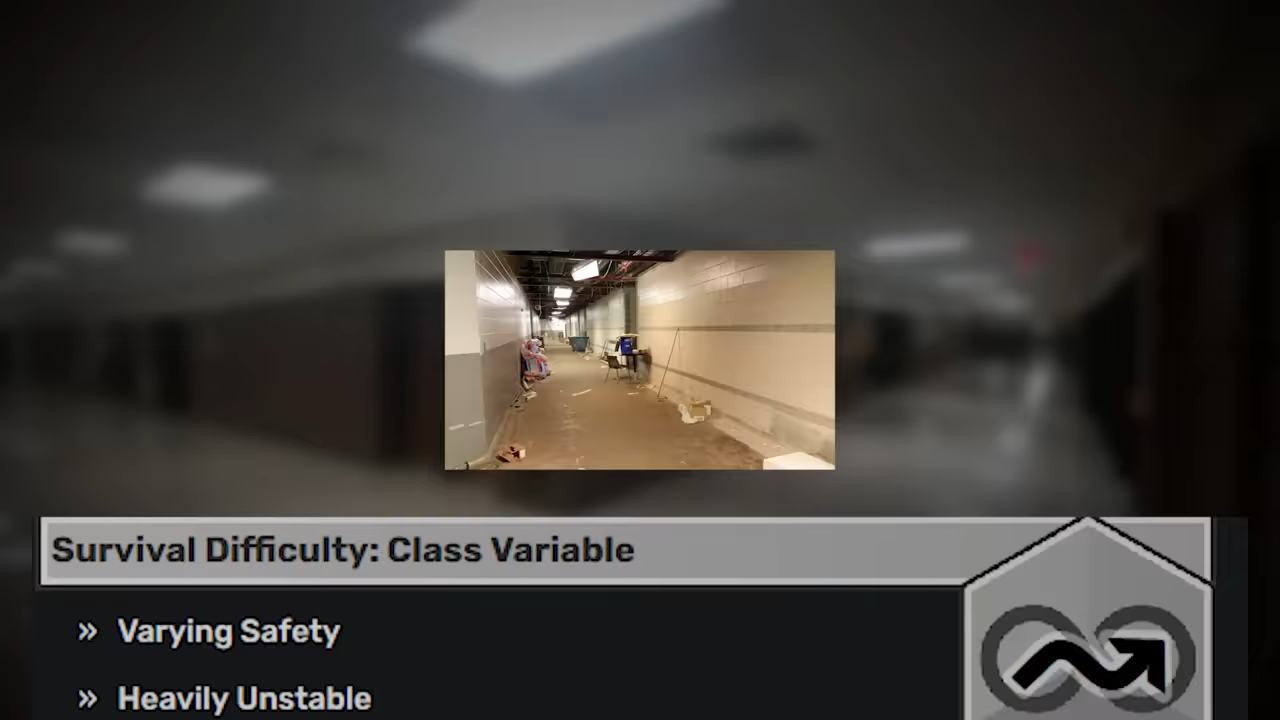 Survival Difficulty: Class Variable
» Varying Safety
» Heavily Unstable